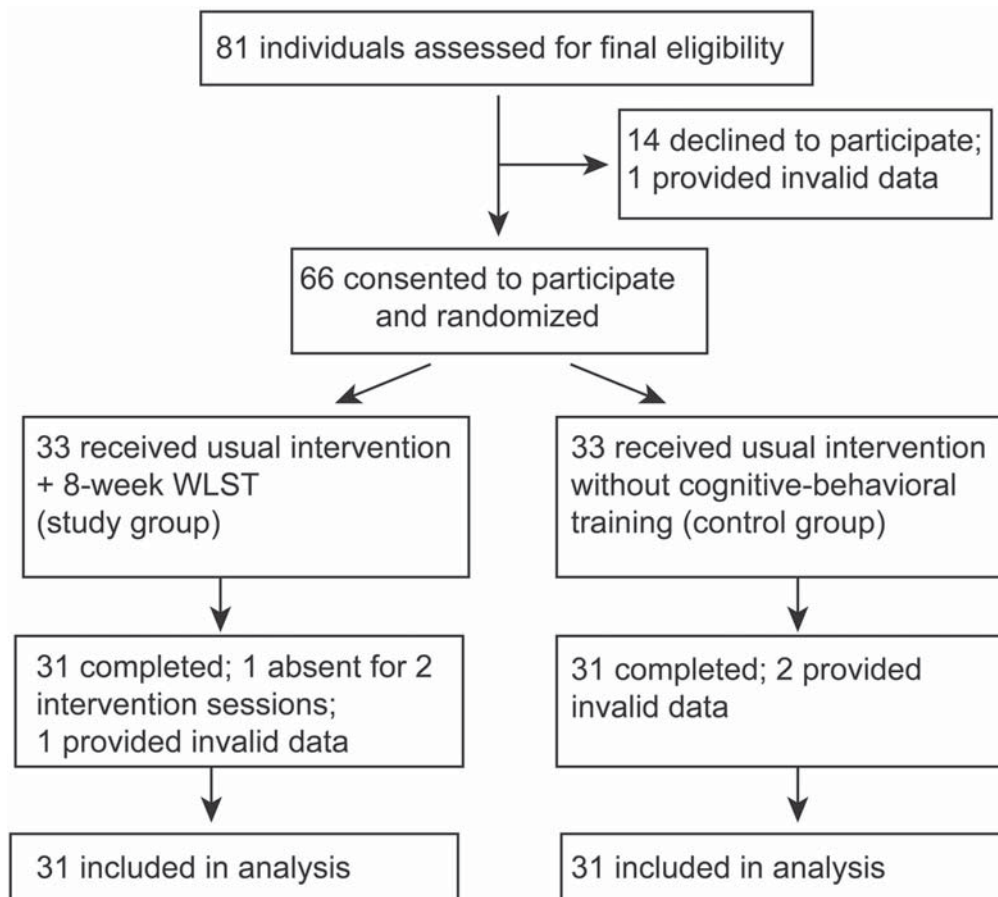 81 individuals assessed for final eligibility
14 declined to participate;
1 provided invalid data
66 consented to participate
and randomized
33 received usual intervention
+ 8-week WLST
(study group)
33 received usual intervention
without cognitive-behavioral
training (control group)
31 completed; 1 absent for 2
intervention sessions;
1 provided invalid data
31 completed; 2 provided
invalid data
31 included in analysis
31 included in analysis